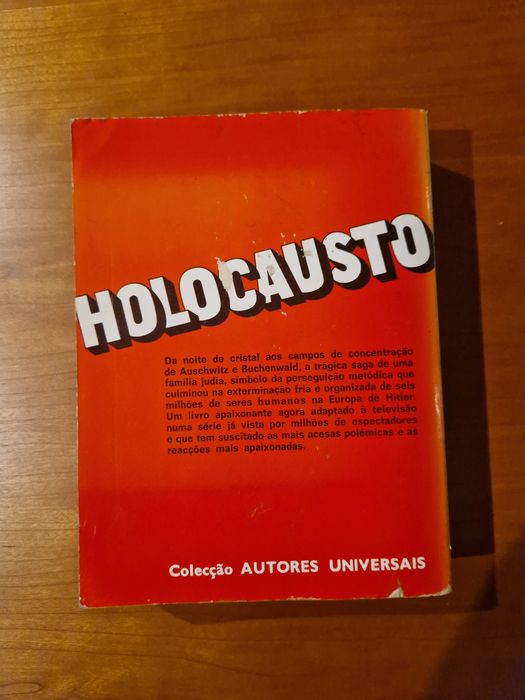 HOLOCAUSTO
Da noite de cristal aos campos de concentração
de Auschwitz e Buchenwald, a trágica saga de uma
família judia, símbolo da perseguição metódica que
culminou na exterminação fria e organizada de seis
milhões de seres humanos na Europa de Hitler.
Um livro apaixonante agora adaptado à televisão
numa série já vista por milhões de espectadores
e que tem suscitado as mais acesas polémicas e as
reacções mais apaixonadas.
Colecção AUTORES UNIVERSAIS